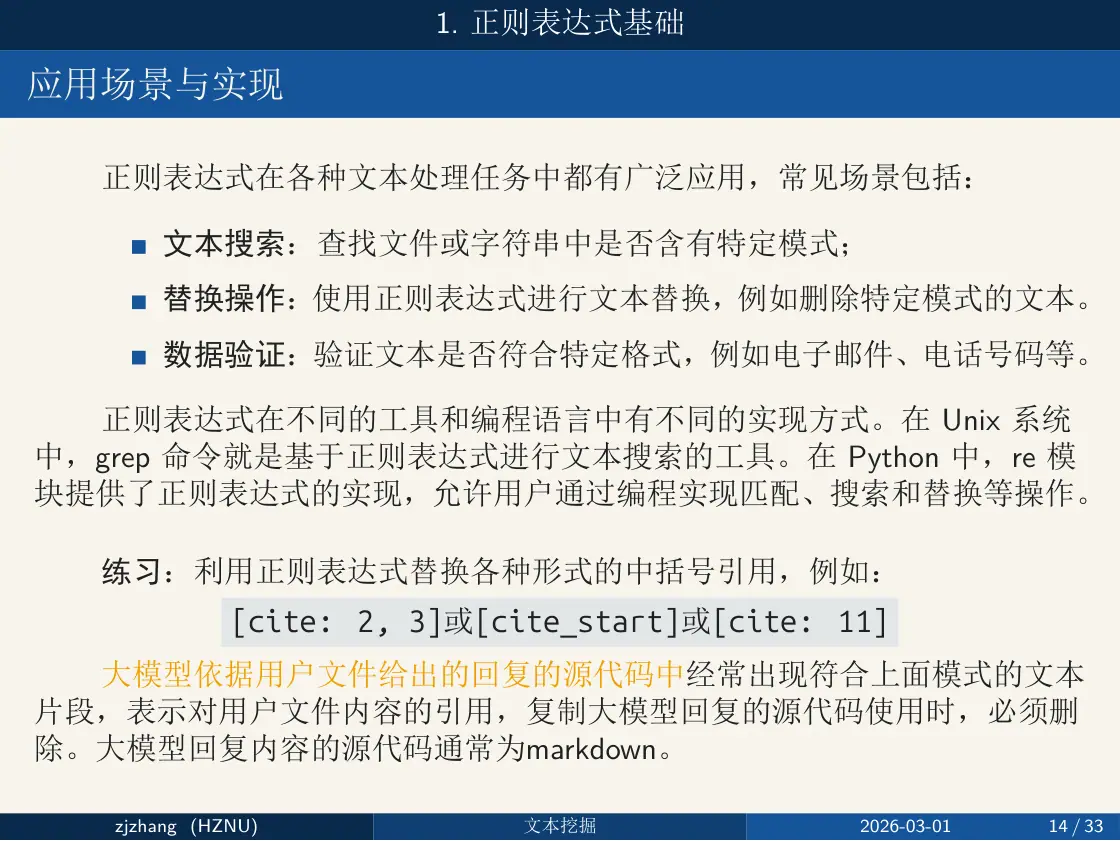 1. 正则表达式基础
应用场景与实现
正则表达式在各种文本处理任务中都有广泛应用，常见场景包括：
文本搜索：查找文件或字符串中是否含有特定模式；
替换操作：使用正则表达式进行文本替换，例如删除特定模式的文本。
数据验证：验证文本是否符合特定格式，例如电子邮件、电话号码等。
正则表达式在不同的工具和编程语言中有不同的实现方式。在 Unix 系统
中，grep 命令就是基于正则表达式进行文本搜索的工具。在 Python 中，re 模
块提供了正则表达式的实现，允许用户通过编程实现匹配、搜索和替换等操作。
练习：利用正则表达式替换各种形式的中括号引用，例如：
[cite: 2, 3]或[cite_start]或[cite: 11]
大模型依据用户文件给出的回复的源代码中经常出现符合上面模式的文本
片段，表示对用户文件内容的引用，复制大模型回复的源代码使用时，必须删
除。大模型回复内容的源代码通常为markdown。
zjzhang (HZNU) 文本挖掘 2026-03-01 14 / 33